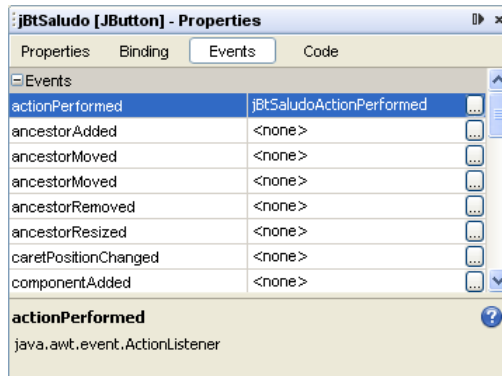 jBtSaludo [JButton] - Properties
Properties Binding Events Code
Events
actionPerformed jBtSaludoActionPerformed ...
ancestorAdded <none> ...
ancestorMoved <none> ...
ancestorMoved <none> ...
ancestorRemoved <none> ...
ancestorResized <none> ...
caretPositionChanged <none> ...
componentAdded <none> ...
actionPerformed ?
java.awt.event.ActionListener